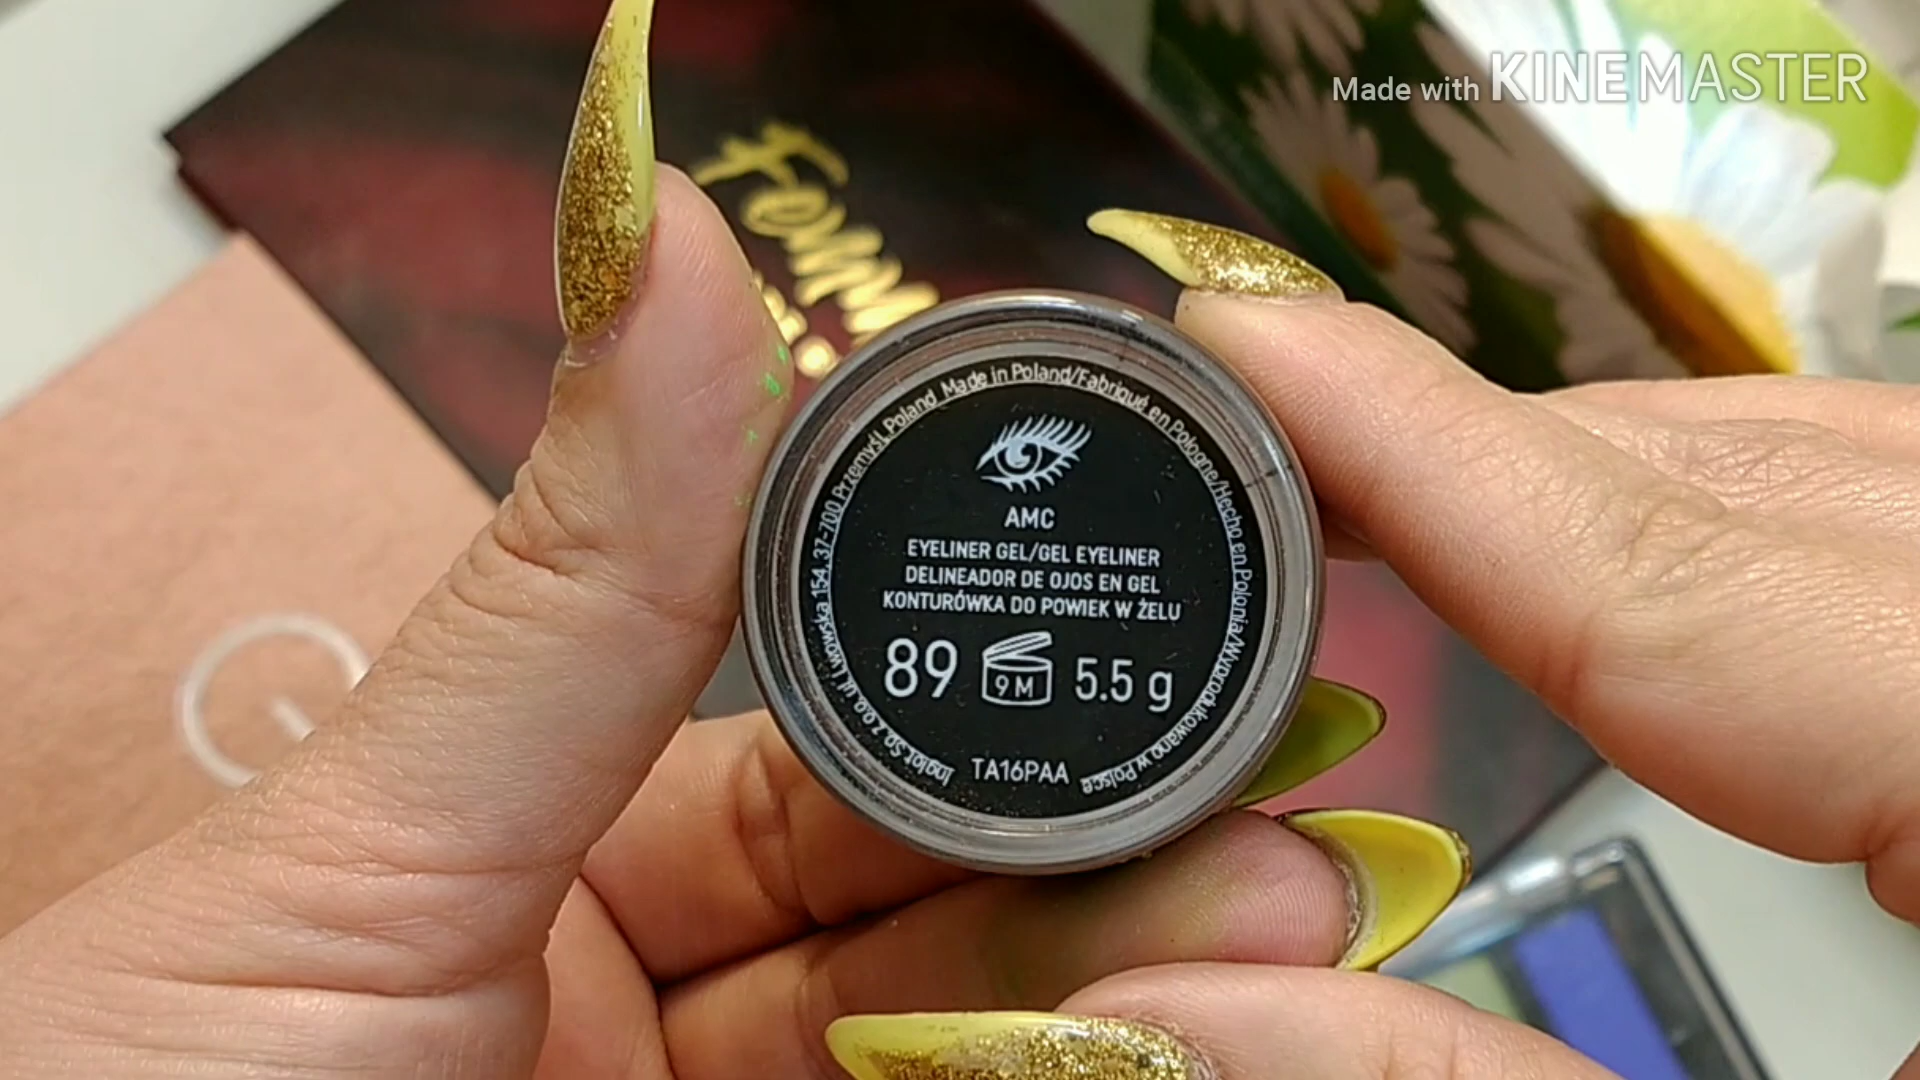 Made with KINEMASTER
Inglot Sp. z o.o. ul. Lwowska 154, 37-700 Przemyśl, Poland Made in Poland/Fabriqué en Pologne/Hecho en Polonia/Wyprodukowano w Polsce
AMC
EYELINER GEL/GEL EYELINER
DELINEADOR DE OJOS EN GEL
KONTURÓWKA DO POWIEK W ŻELU
89 9M 5.5 g
TA16PAA